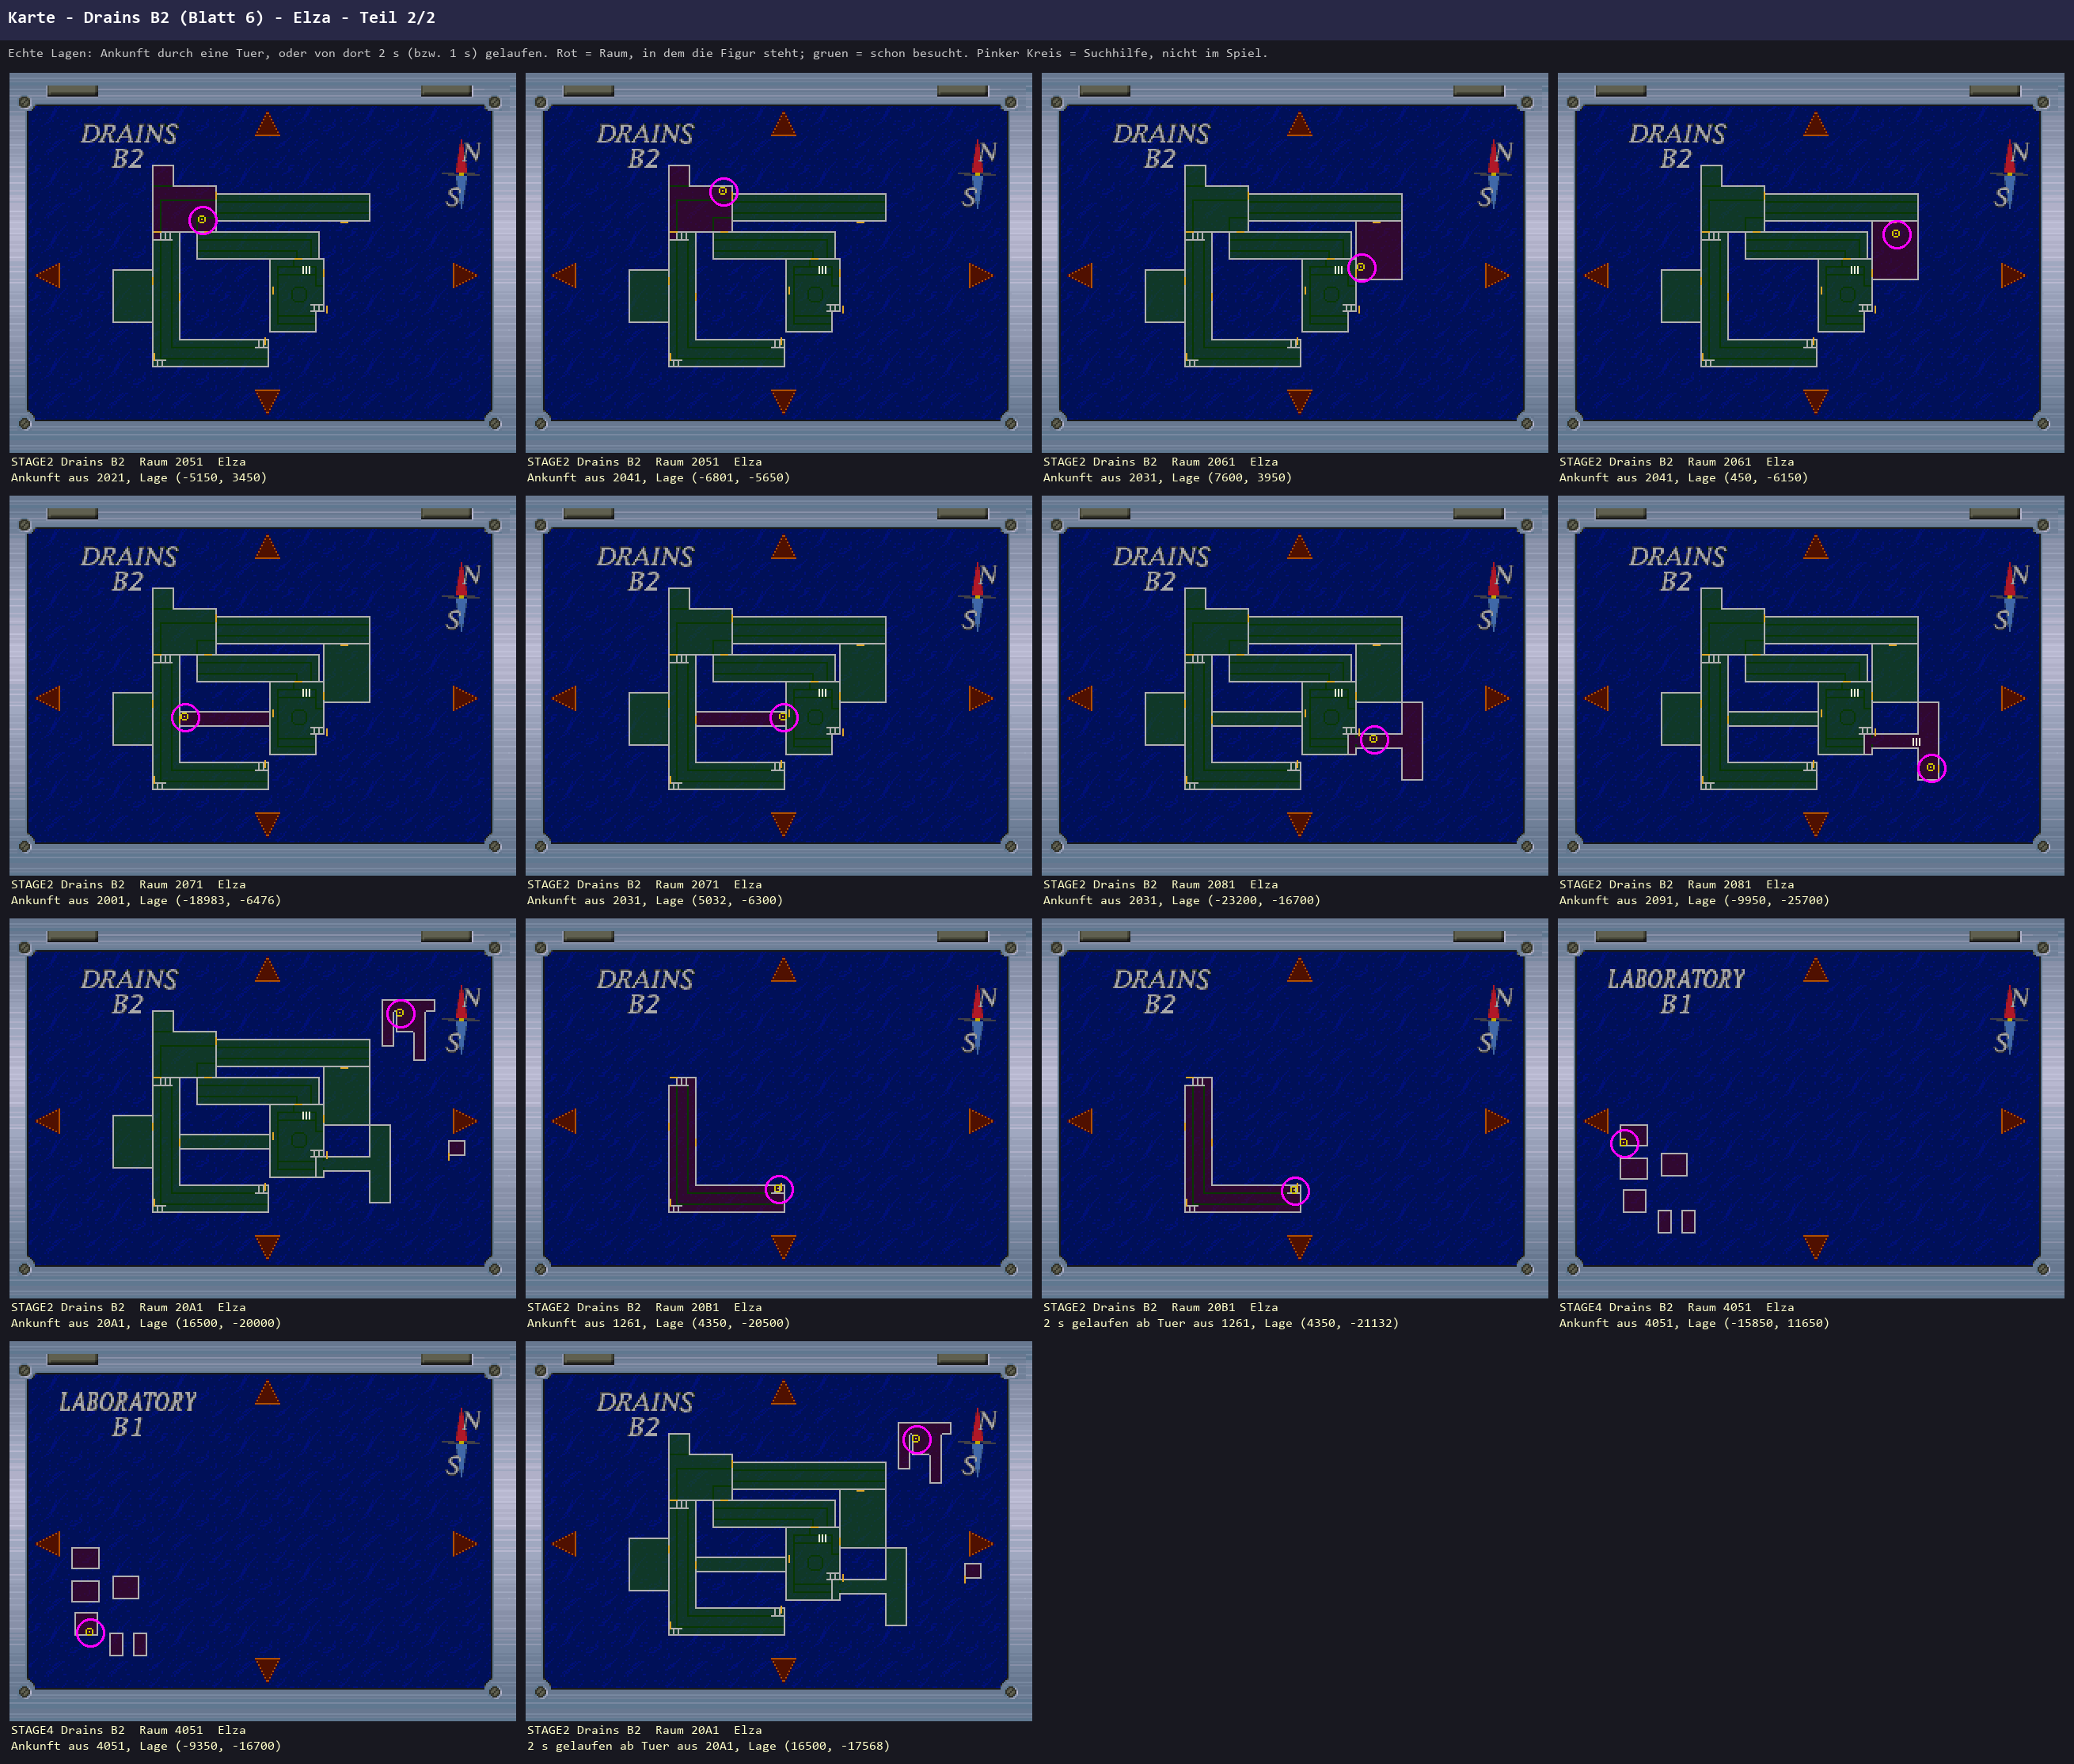 Karte - Drains B2 (Blatt 6) - Elza - Teil 2/2
Echte Lagen: Ankunft durch eine Tuer, oder von dort 2 s (bzw. 1 s) gelaufen. Rot = Raum, in dem die Figur steht; gruen = schon besucht. Pinker Kreis = Suchhilfe, nicht im Spiel.
DRAINS
B2
N
S
STAGE2 Drains B2  Raum 2051  Elza
Ankunft aus 2021, Lage (-5150, 3450)
DRAINS
B2
N
S
STAGE2 Drains B2  Raum 2051  Elza
Ankunft aus 2041, Lage (-6801, -5650)
DRAINS
B2
N
S
STAGE2 Drains B2  Raum 2061  Elza
Ankunft aus 2031, Lage (7600, 3950)
DRAINS
B2
N
S
STAGE2 Drains B2  Raum 2061  Elza
Ankunft aus 2041, Lage (450, -6150)
DRAINS
B2
N
S
STAGE2 Drains B2  Raum 2071  Elza
Ankunft aus 2001, Lage (-18983, -6476)
DRAINS
B2
N
S
STAGE2 Drains B2  Raum 2071  Elza
Ankunft aus 2031, Lage (5032, -6300)
DRAINS
B2
N
S
STAGE2 Drains B2  Raum 2081  Elza
Ankunft aus 2031, Lage (-23200, -16700)
DRAINS
B2
N
S
STAGE2 Drains B2  Raum 2081  Elza
Ankunft aus 2091, Lage (-9950, -25700)
DRAINS
B2
N
S
STAGE2 Drains B2  Raum 20A1  Elza
Ankunft aus 20A1, Lage (16500, -20000)
DRAINS
B2
N
S
STAGE2 Drains B2  Raum 20B1  Elza
Ankunft aus 1261, Lage (4350, -20500)
DRAINS
B2
N
S
STAGE2 Drains B2  Raum 20B1  Elza
2 s gelaufen ab Tuer aus 1261, Lage (4350, -21132)
LABORATORY
B1
N
S
STAGE4 Drains B2  Raum 4051  Elza
Ankunft aus 4051, Lage (-15850, 11650)
LABORATORY
B1
N
S
STAGE4 Drains B2  Raum 4051  Elza
Ankunft aus 4051, Lage (-9350, -16700)
DRAINS
B2
N
S
STAGE2 Drains B2  Raum 20A1  Elza
2 s gelaufen ab Tuer aus 20A1, Lage (16500, -17568)